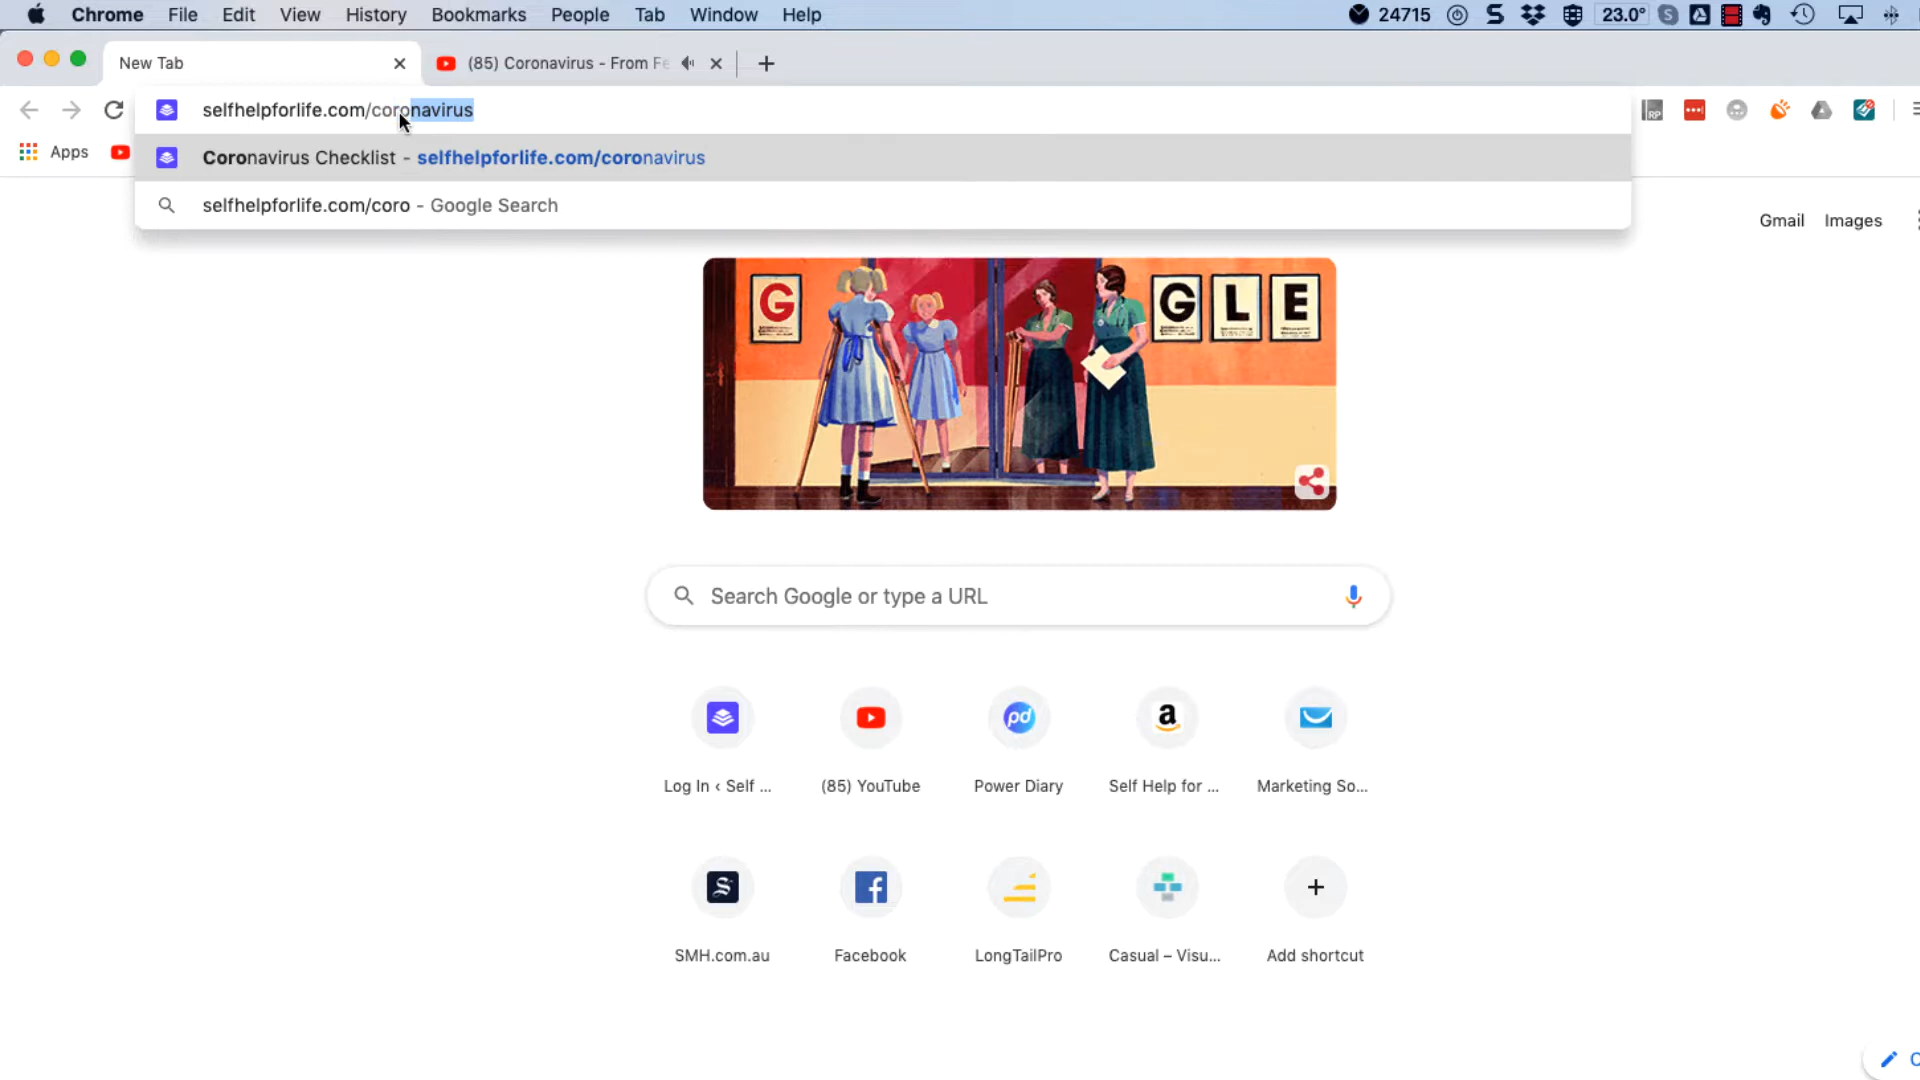 Chrome File Edit View History Bookmarks People Tab Window Help 24715 23.0°
New Tab (85) Coronavirus - From Fe
selfhelpforlife.com/coronavirus
Apps
Coronavirus Checklist - selfhelpforlife.com/coronavirus
selfhelpforlife.com/coro - Google Search
Gmail Images
G G L E
Search Google or type a URL
Log In ‹ Self ... (85) YouTube Power Diary Self Help for ... Marketing So...
SMH.com.au Facebook LongTailPro Casual – Visu... Add shortcut